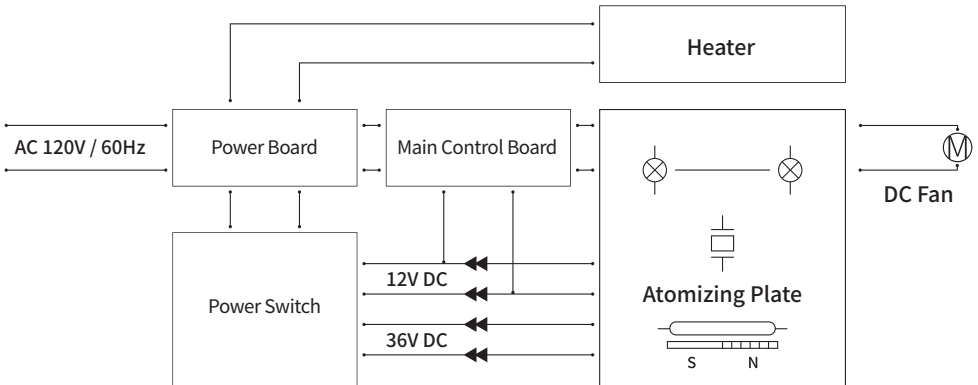 Heater
AC 120V / 60Hz
Power Board
Main Control Board
M
DC Fan
12V DC
Atomizing Plate
Power Switch
36V DC
S N